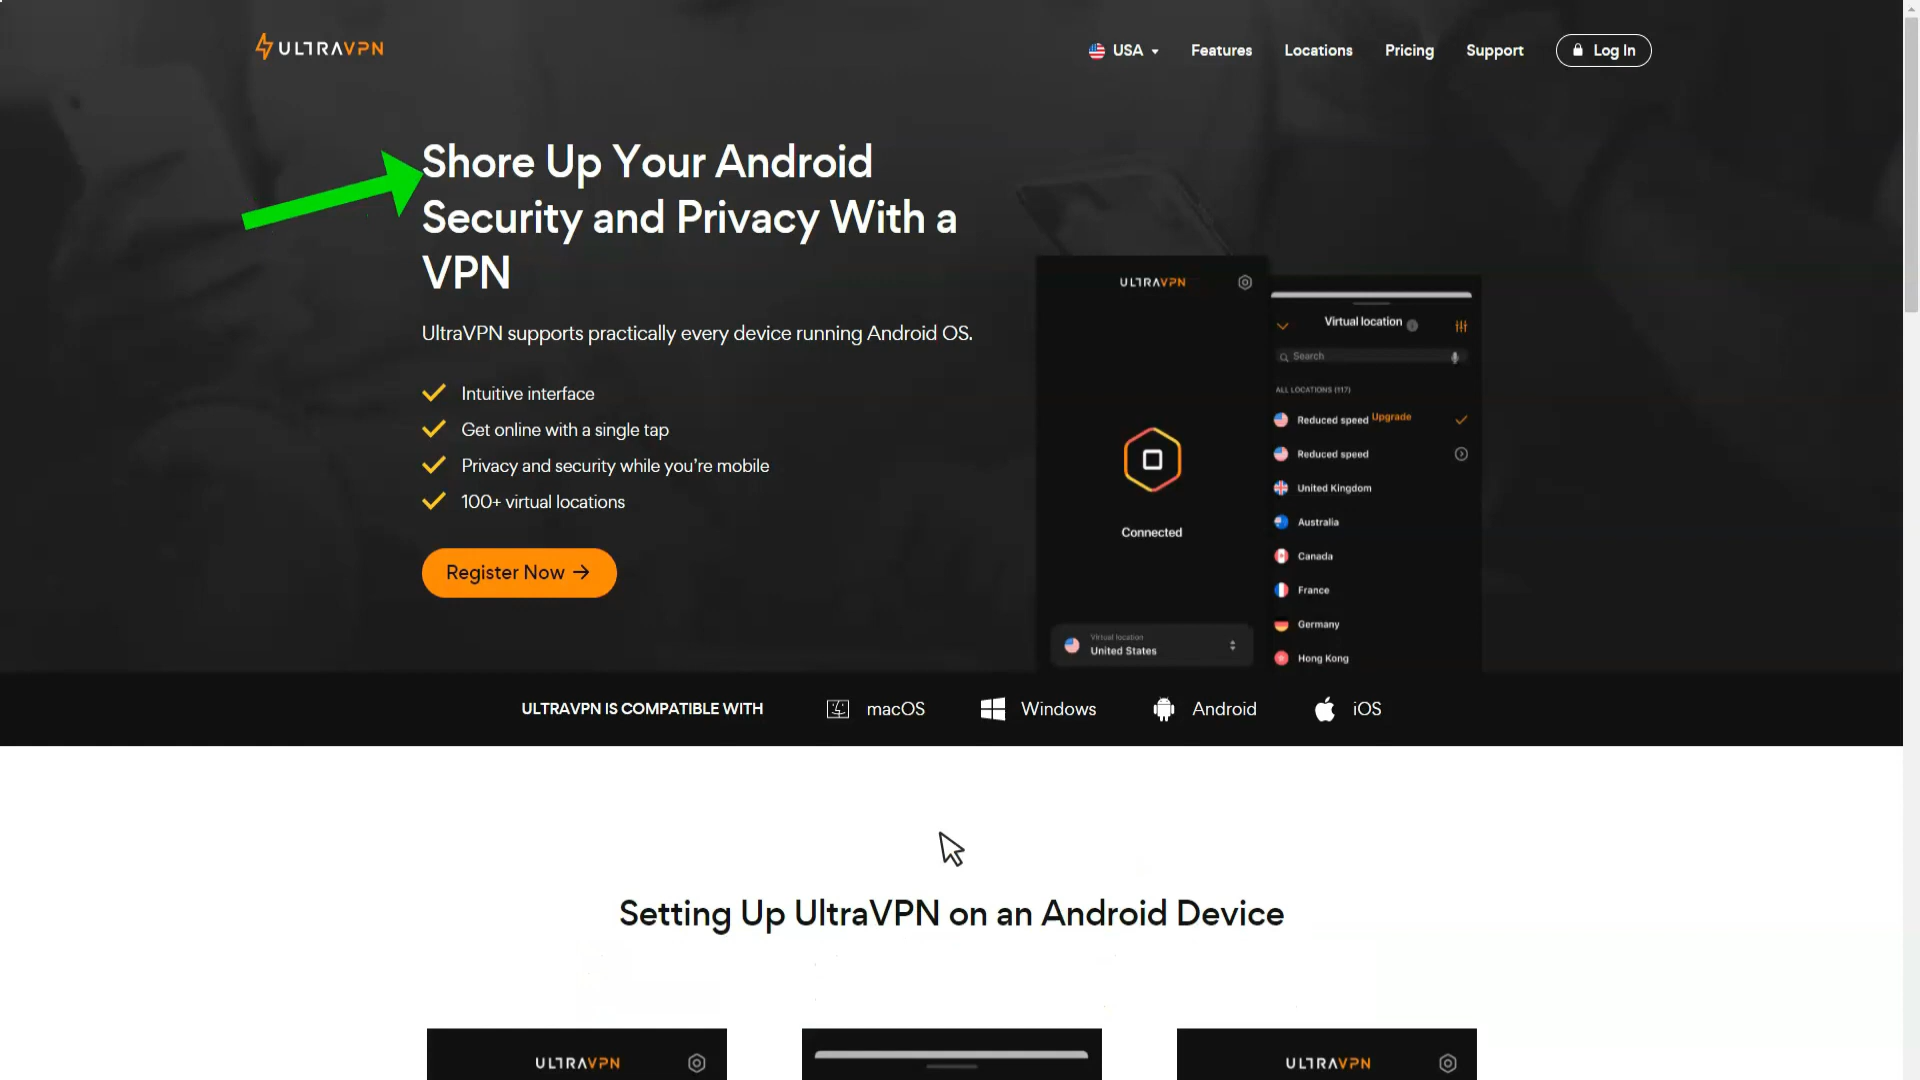 ULTRAVPN
USA
Features
Locations
Pricing
Support
Log In
Shore Up Your Android
Security and Privacy With a
VPN
UltraVPN supports practically every device running Android OS.
Intuitive interface
Get online with a single tap
Privacy and security while you’re mobile
100+ virtual locations
Register Now →
ULTRAVPN
Connected
Virtual location
United States
Virtual location
Search
ALL LOCATIONS (117)
Reduced speed Upgrade
Reduced speed
United Kingdom
Australia
Canada
France
Germany
Hong Kong
ULTRAVPN IS COMPATIBLE WITH
macOS
Windows
Android
iOS
Setting Up UltraVPN on an Android Device
ULTRAVPN
ULTRAVPN